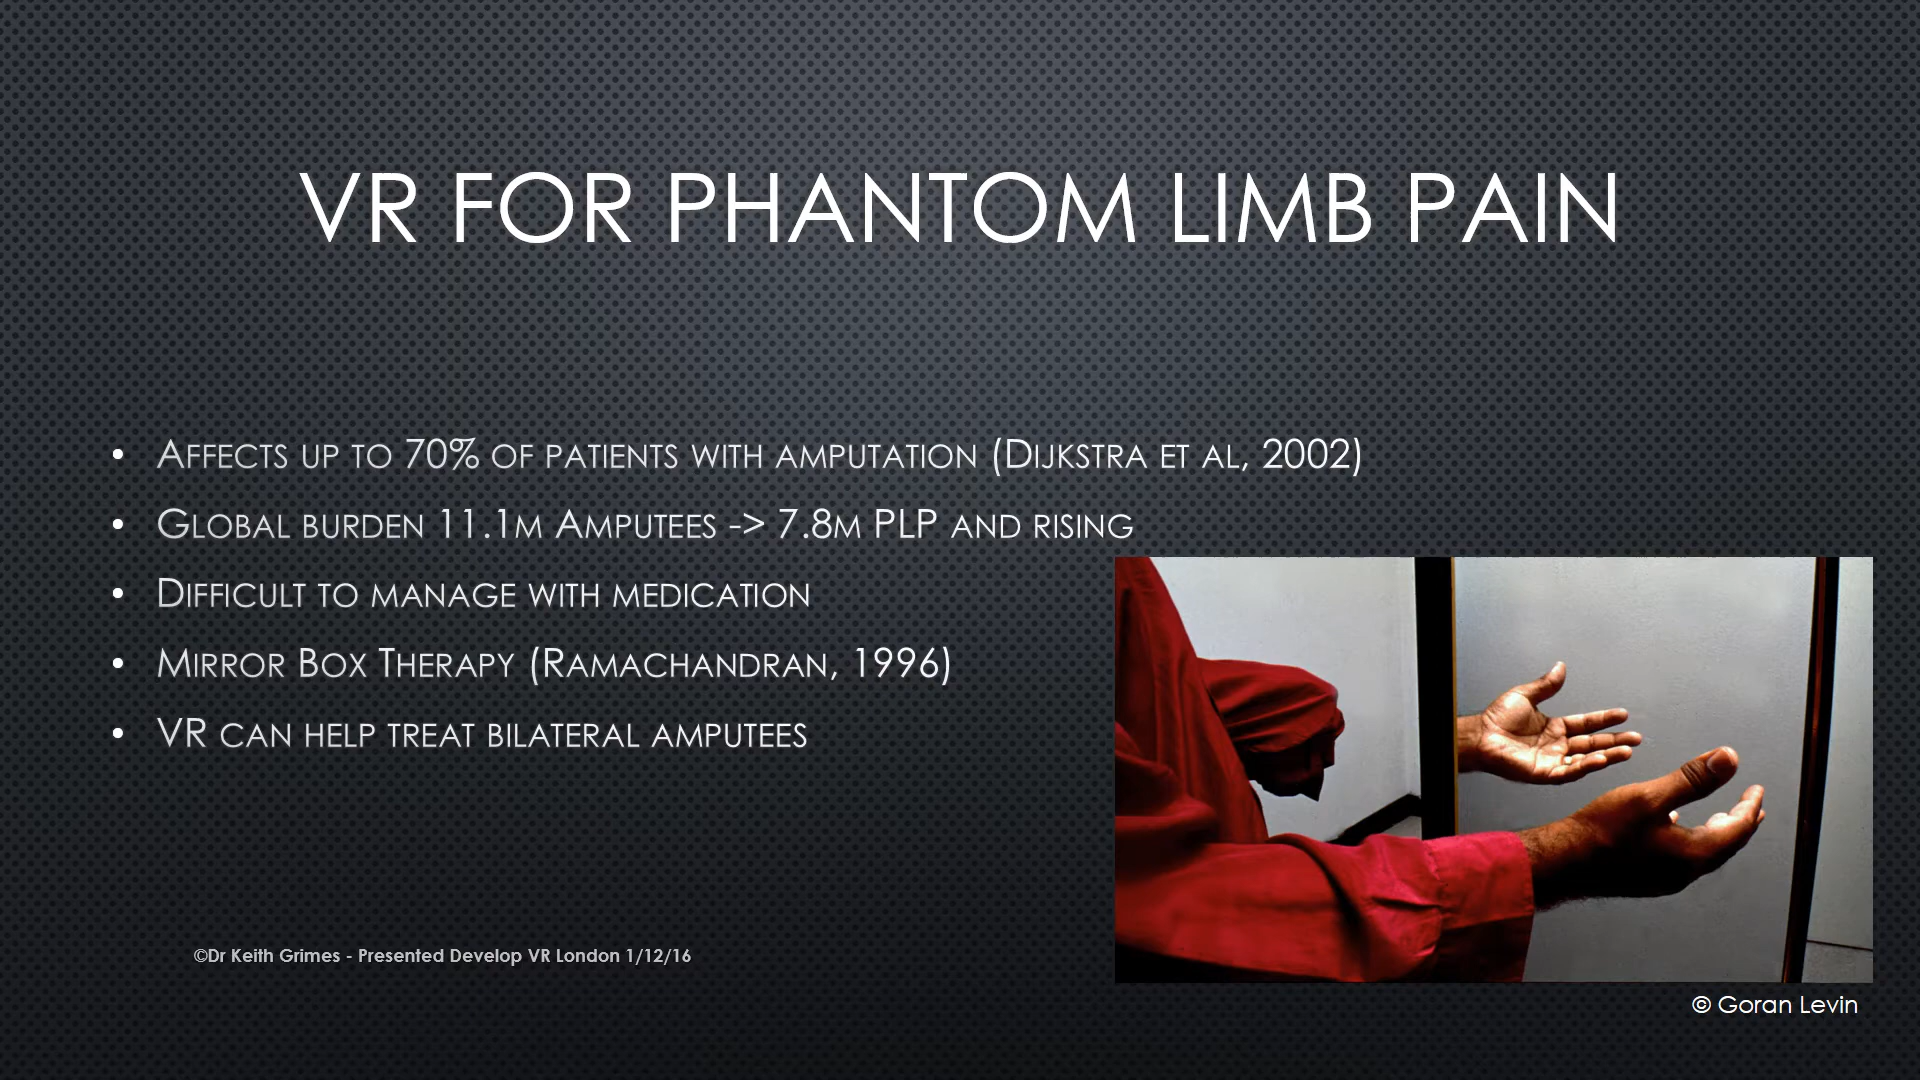 VR FOR PHANTOM LIMB PAIN
• AFFECTS UP TO 70% OF PATIENTS WITH AMPUTATION (DIJKSTRA ET AL, 2002)
• GLOBAL BURDEN 11.1M AMPUTEES -> 7.8M PLP AND RISING
• DIFFICULT TO MANAGE WITH MEDICATION
• MIRROR BOX THERAPY (RAMACHANDRAN, 1996)
• VR CAN HELP TREAT BILATERAL AMPUTEES
©Dr Keith Grimes - Presented Develop VR London 1/12/16
© Goran Levin